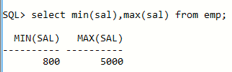 SQL> select min(sal),max(sal) from emp;
  MIN(SAL)   MAX(SAL)
---------- ----------
       800       5000